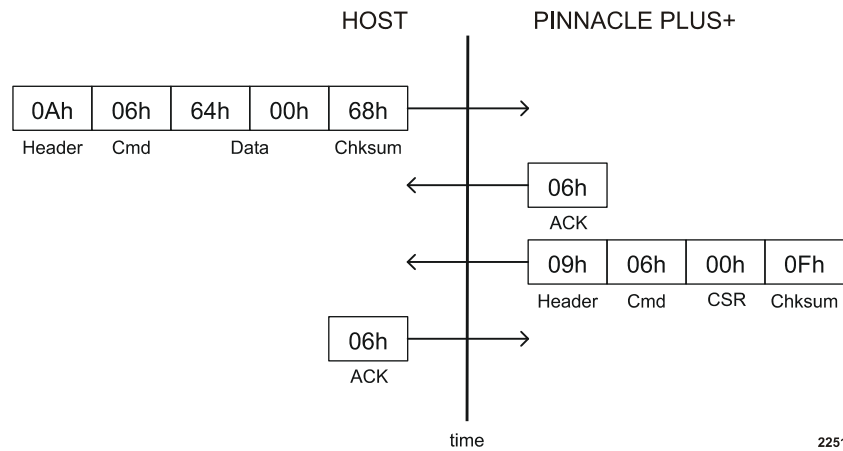 HOST PINNACLE PLUS+
0Ah 06h 64h 00h 68h
Header Cmd Data Chksum
06h
ACK
09h 06h 00h 0Fh
Header Cmd CSR Chksum
06h
ACK
time
2251